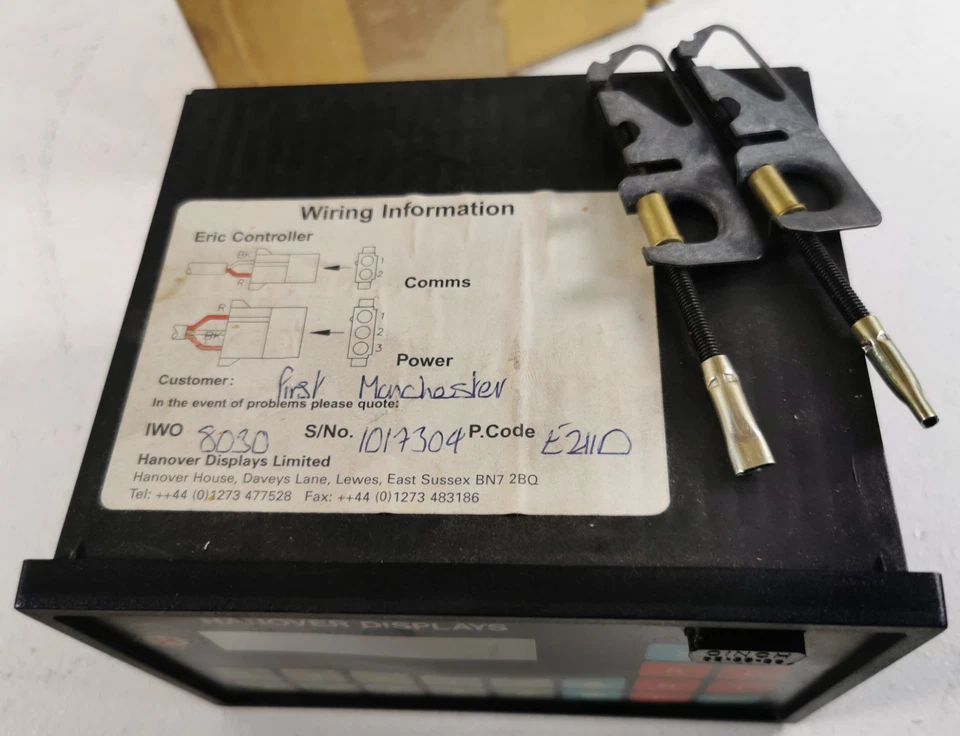 Wiring Information
Eric Controller
BK
R
1
2
Comms
R
BK
1
2
3
Power
Customer: First Manchester
In the event of problems please quote:
IWO 8030 S/No. 1017304 P.Code E211D
Hanover Displays Limited
Hanover House, Daveys Lane, Lewes, East Sussex BN7 2BQ
Tel: ++44 (0)1273 477528 Fax: ++44 (0)1273 483186
HANOVER DISPLAYS